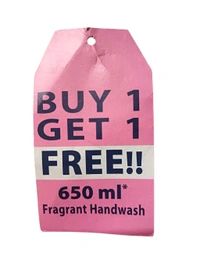 BUY 1
GET 1
FREE!!
650 ml*
Fragrant Handwash